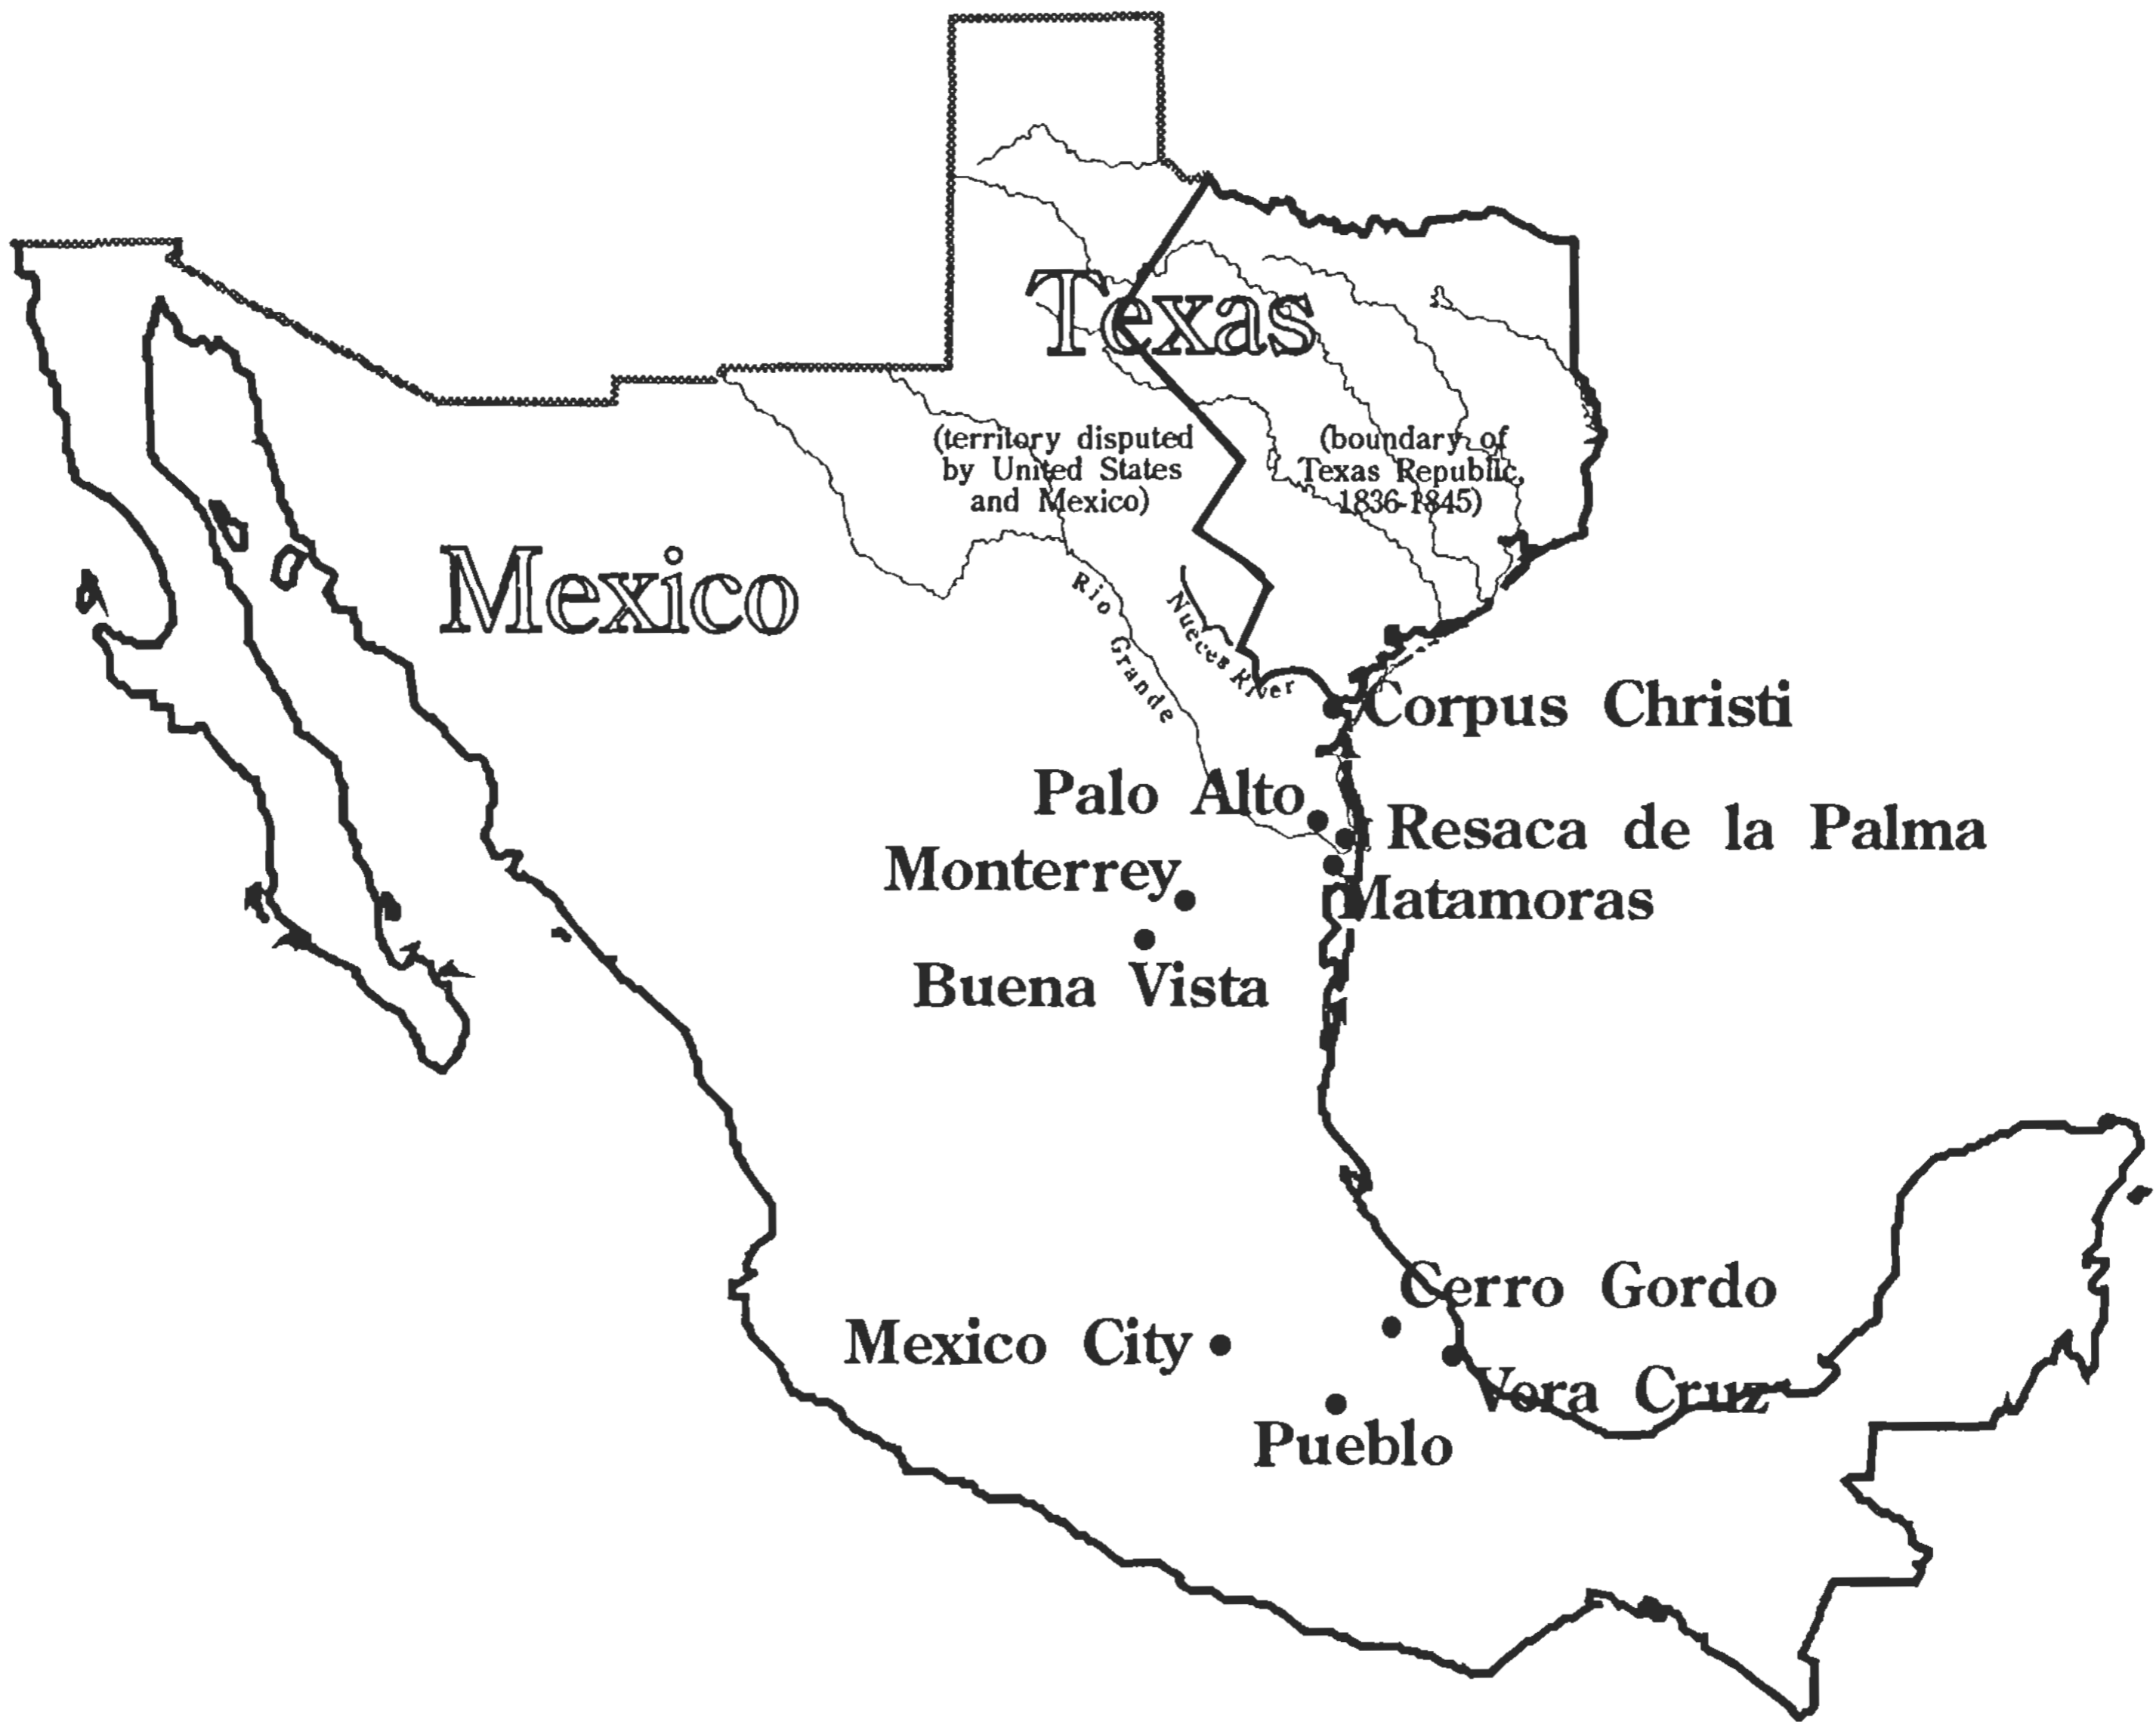 Texas
(territory disputed
by United States
and Mexico)
(boundary of
Texas Republic,
1836-1845)
Mexico
Rio Grande
Nueces River
Corpus Christi
Palo Alto
Resaca de la Palma
Monterrey
Matamoras
Buena Vista
Cerro Gordo
Mexico City
Vera Cruz
Pueblo